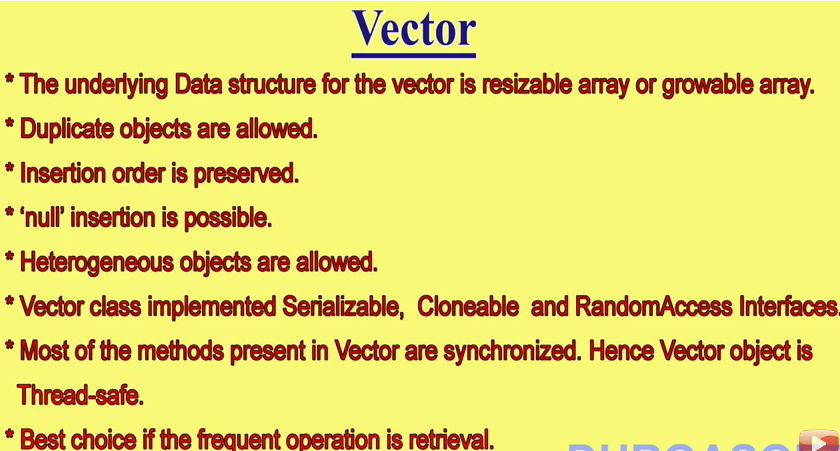 Vector
* The underlying Data structure for the vector is resizable array or growable array.
* Duplicate objects are allowed.
* Insertion order is preserved.
* ‘null’ insertion is possible.
* Heterogeneous objects are allowed.
* Vector class implemented Serializable, Cloneable and RandomAccess Interfaces.
* Most of the methods present in Vector are synchronized. Hence Vector object is
Thread-safe.
* Best choice if the frequent operation is retrieval.